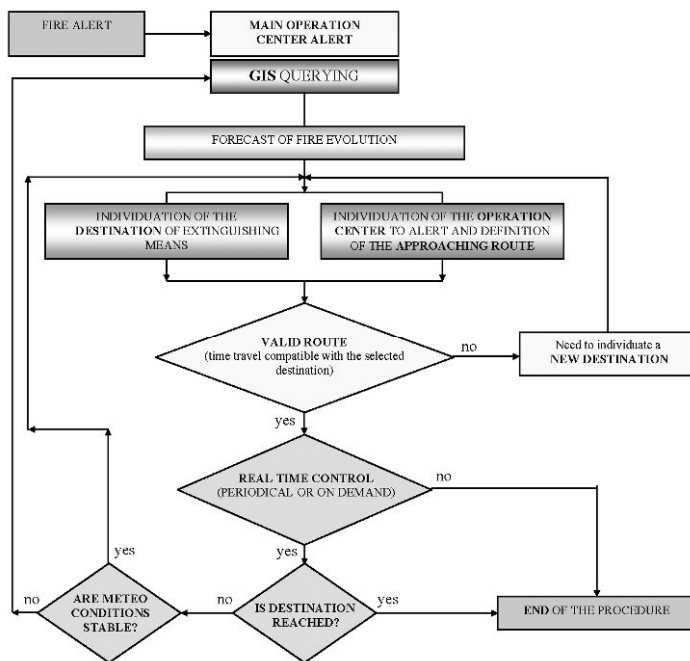 FIRE ALERT
MAIN OPERATION
CENTER ALERT
GIS QUERYING
FORECAST OF FIRE EVOLUTION
INDIVIDUATION OF THE
DESTINATION OF EXTINGUISHING
MEANS
INDIVIDUATION OF THE OPERATION
CENTER TO ALERT AND DEFINITION
OF THE APPROACHING ROUTE
VALID ROUTE
(time travel compatible with the selected
destination)
no
Need to individuate a
NEW DESTINATION
yes
REAL TIME CONTROL
(PERIODICAL OR ON DEMAND)
no
yes
yes
no
ARE METEO
CONDITIONS
STABLE?
no
IS DESTINATION
REACHED?
yes
END OF THE PROCEDURE